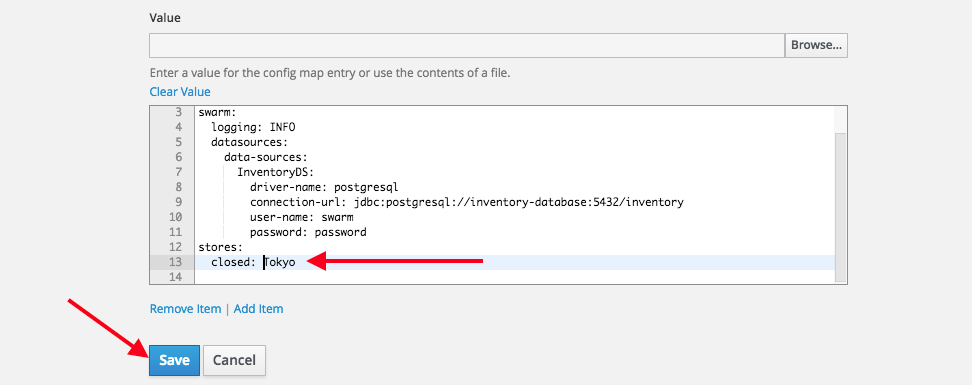 Value
Browse...
Enter a value for the config map entry or use the contents of a file.
Clear Value
3 swarm:
4   logging: INFO
5   datasources:
6     data-sources:
7       InventoryDS:
8         driver-name: postgresql
9         connection-url: jdbc:postgresql://inventory-database:5432/inventory
10         user-name: swarm
11         password: password
12 stores:
13   closed: Tokyo
14
Remove Item | Add Item
Save Cancel